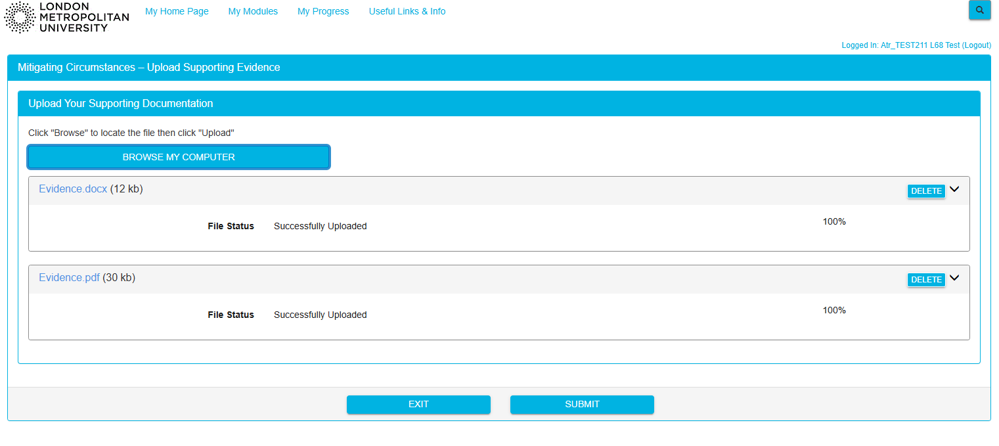 LONDON
METROPOLITAN
UNIVERSITY
My Home Page My Modules My Progress Useful Links & Info
Logged In: Atr_TEST211 L68 Test (Logout)
Mitigating Circumstances – Upload Supporting Evidence
Upload Your Supporting Documentation
Click "Browse" to locate the file then click "Upload"
BROWSE MY COMPUTER
Evidence.docx (12 kb) DELETE
File Status Successfully Uploaded 100%
Evidence.pdf (30 kb) DELETE
File Status Successfully Uploaded 100%
EXIT SUBMIT